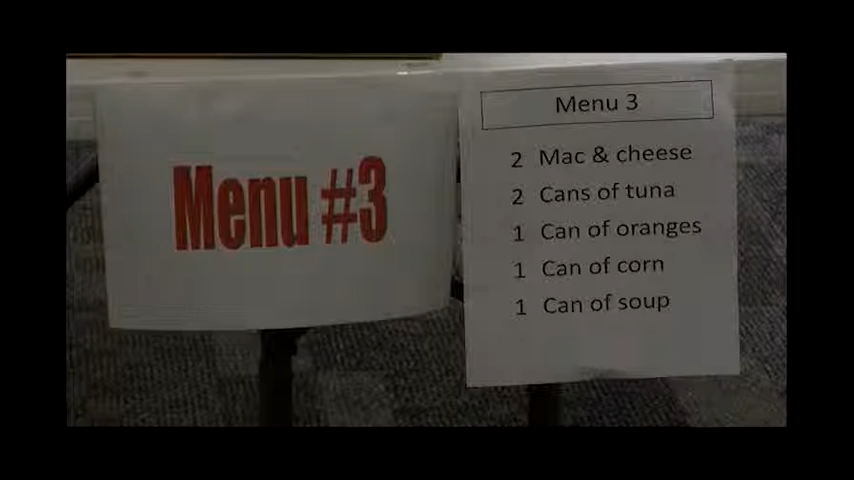 Menu #3
Menu 3
2 Mac & cheese
2 Cans of tuna
1 Can of oranges
1 Can of corn
1 Can of soup